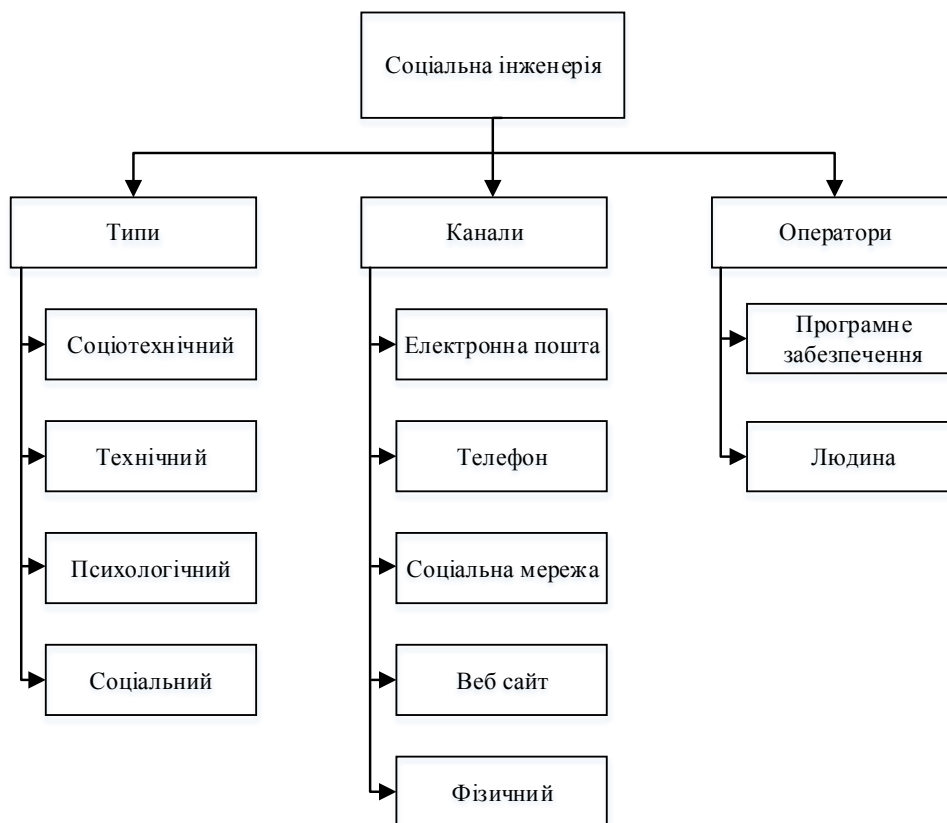 Соціальна інженерія
Типи
Соціотехнічний
Технічний
Психологічний
Соціальний
Канали
Електронна пошта
Телефон
Соціальна мережа
Веб сайт
Фізичний
Оператори
Програмне
забезпечення
Людина